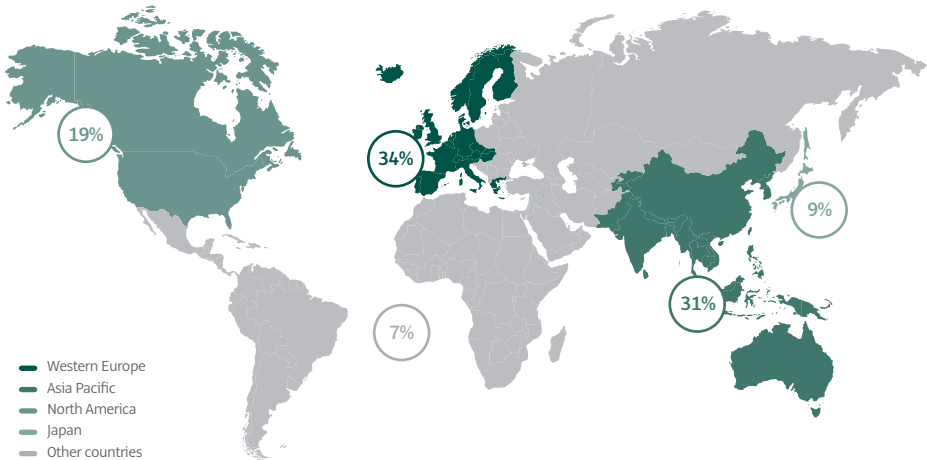 19%
34%
9%
31%
7%
Western Europe
Asia Pacific
North America
Japan
Other countries